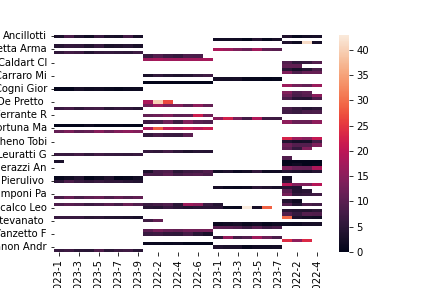 Ancillotti
etta Arma
Caldart Cl
Carraro Mi
Cogni Gior
De Pretto
errante R
ortuna Ma
cheno Tobi
Leuratti G
erazzi An
Pierulivo
mponi Pa
calco Leo
tevanato
Vanzetto F
nnon Andr
40
35
30
25
20
15
10
5
0
023-1
023-3
023-5
023-7
023-9
022-2
022-4
022-6
023-1
023-3
023-5
023-7
022-2
022-4